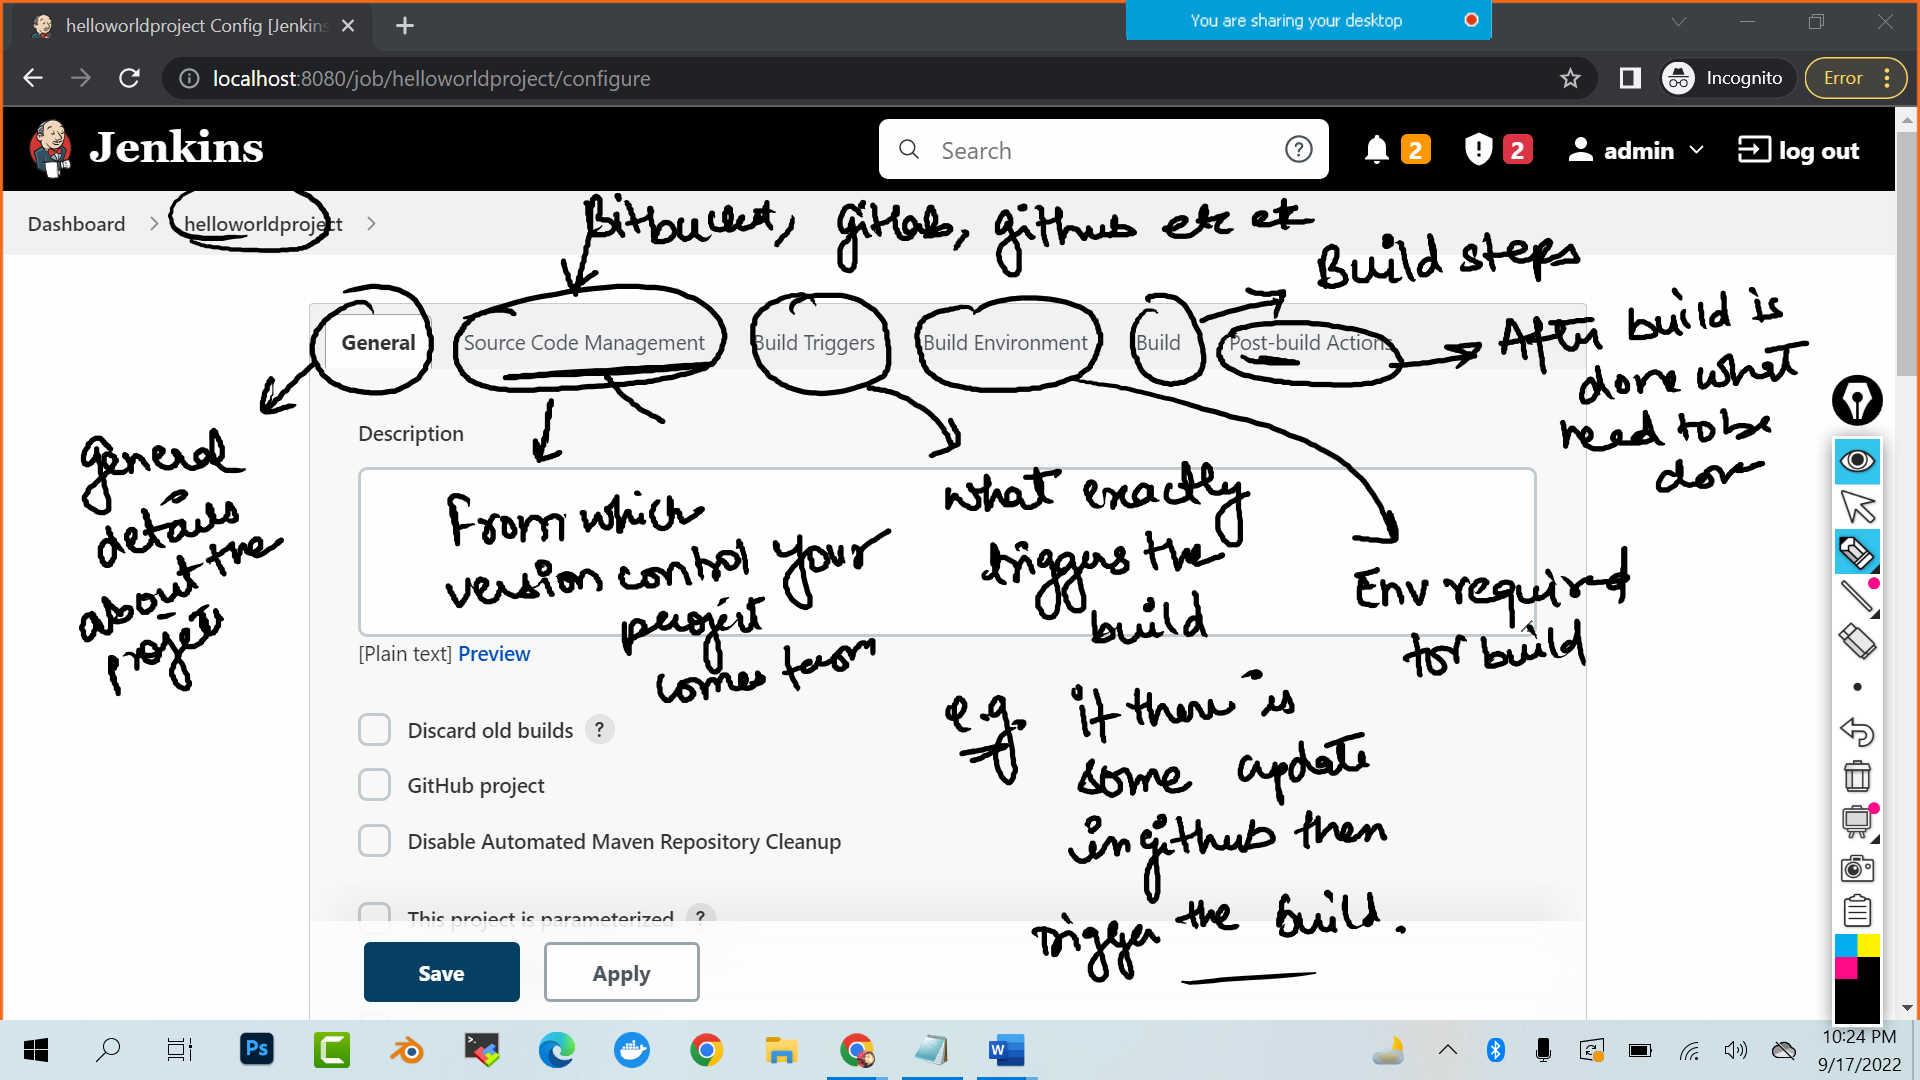 helloworldproject Config [Jenkins
You are sharing your desktop
localhost:8080/job/helloworldproject/configure
Incognito
Error
Jenkins
Search
?
2
2
admin
log out
Dashboard
helloworldproject
Bitbucket, gitlab, github etc etc
Build steps
General
Source Code Management
Build Triggers
Build Environment
Build
Post-build Actions
After build is
done what
need to be
don
Description
general
details
about the
project
From which
version control your
project
comes from
what exactly
triggers the
build
Env required
for build
[Plain text] Preview
e.g. if there is
some update
in github then
trigger the build.
Discard old builds ?
GitHub project
Disable Automated Maven Repository Cleanup
This project is parameterized ?
Save
Apply
Ps
C
W
10:24 PM
9/17/2022